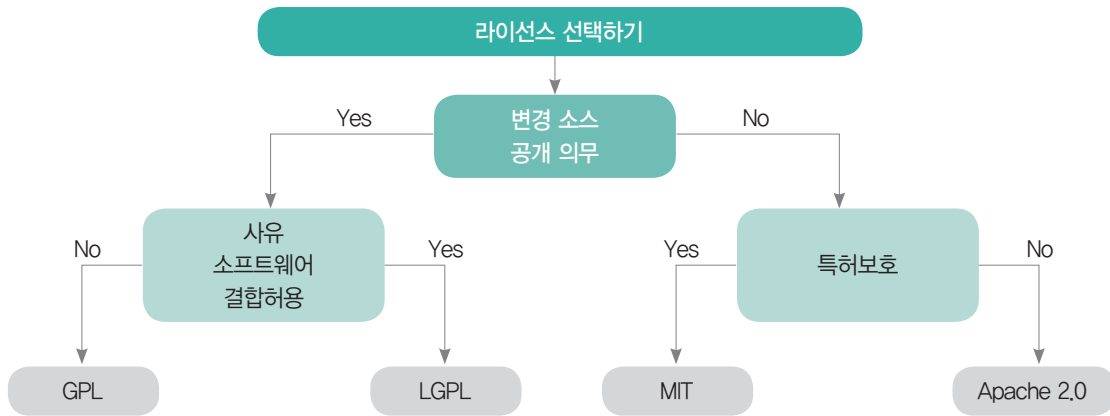 라이선스 선택하기
Yes
변경 소스
공개 의무
No
No
사유
소프트웨어
결합허용
Yes
Yes
특허보호
No
GPL
LGPL
MIT
Apache 2.0